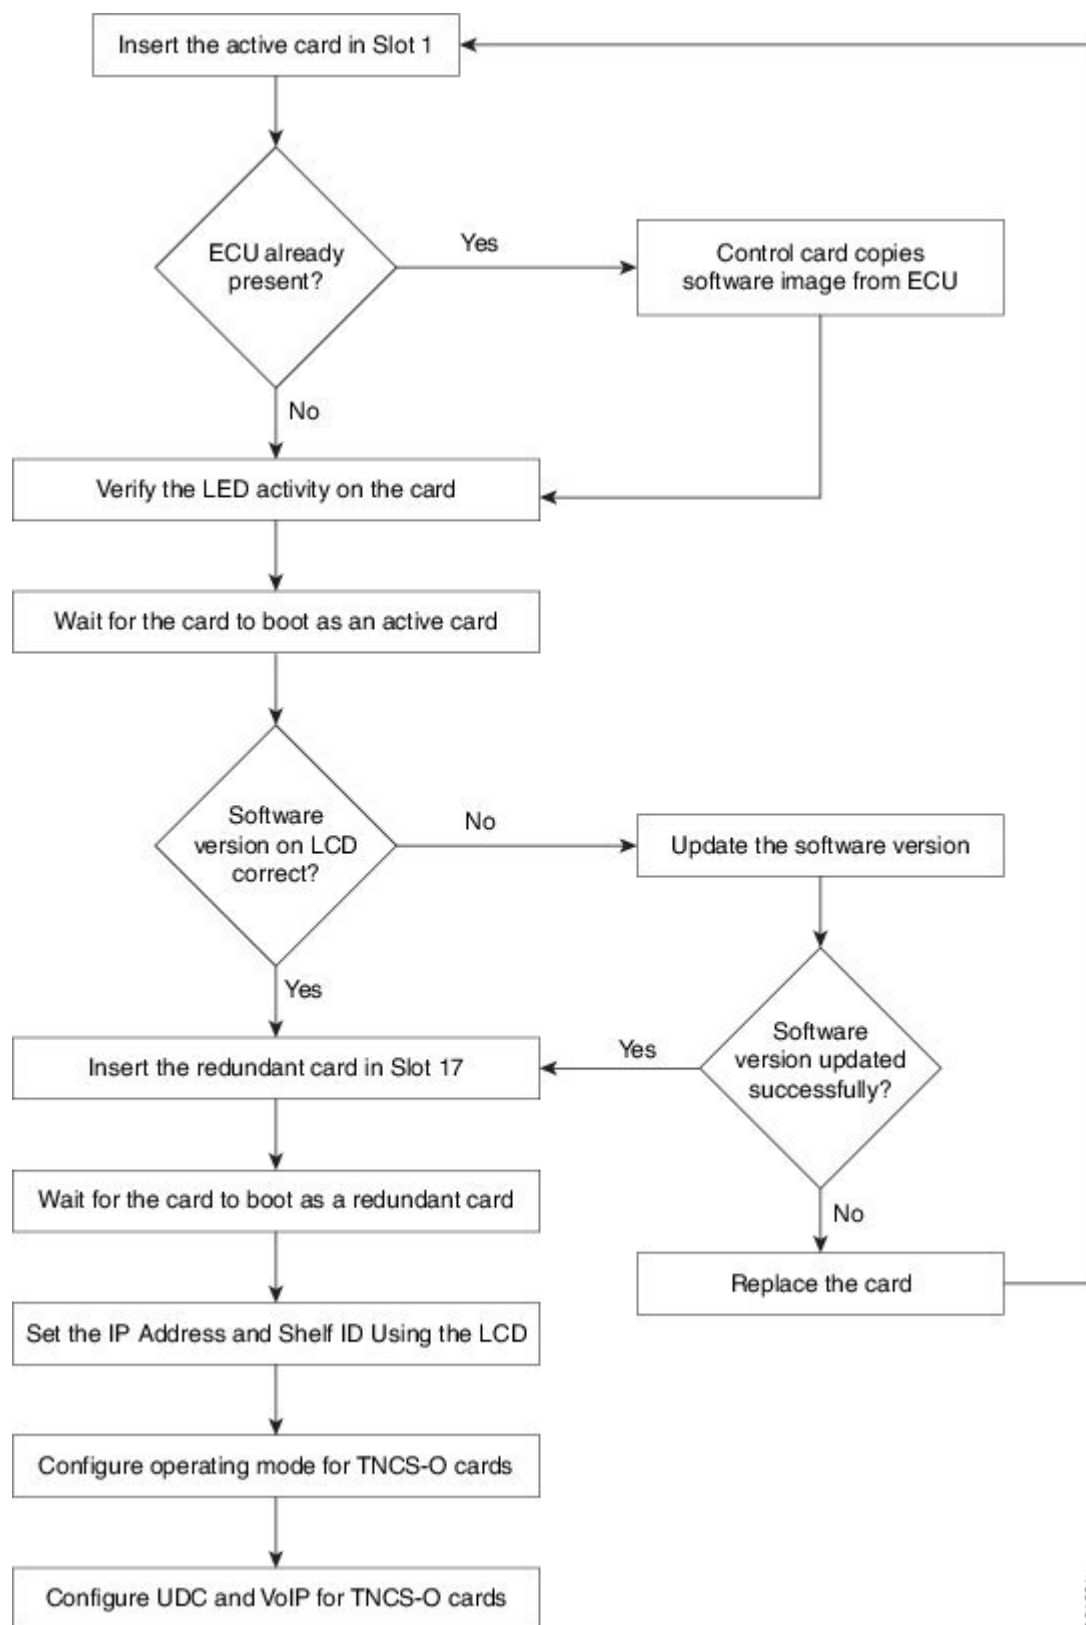 Insert the active card in Slot 1
ECU already
present?
Yes
Control card copies
software image from ECU
No
Verify the LED activity on the card
Wait for the card to boot as an active card
Software
version on LCD
correct?
No
Update the software version
Yes
Software
version updated
successfully?
Yes
Insert the redundant card in Slot 17
Wait for the card to boot as a redundant card
No
Replace the card
Set the IP Address and Shelf ID Using the LCD
Configure operating mode for TNCS-O cards
Configure UDC and VoIP for TNCS-O cards